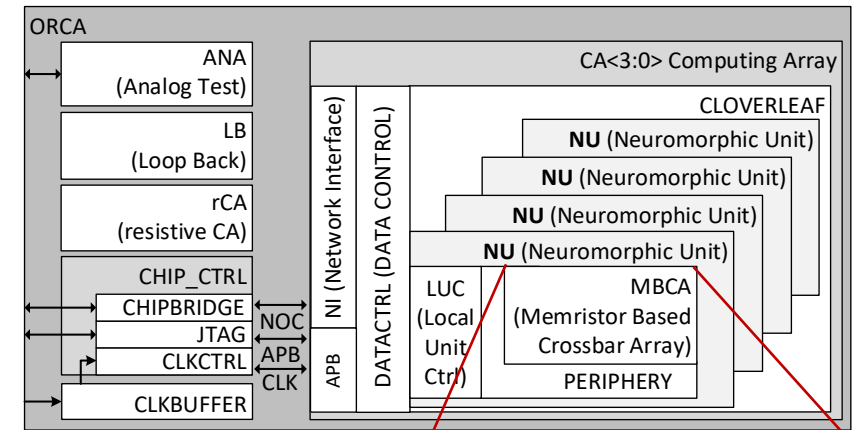 ORCA
ANA
(Analog Test)
LB
(Loop Back)
rCA
(resistive CA)
CHIP_CTRL
CHIPBRIDGE
JTAG
CLKCTRL
CLKBUFFER
NOC
APB
CLK
CA<3:0> Computing Array
NI (Network Interface)
APB
DATACTRL (DATA CONTROL)
CLOVERLEAF
NU (Neuromorphic Unit)
NU (Neuromorphic Unit)
NU (Neuromorphic Unit)
NU (Neuromorphic Unit)
LUC
(Local
Unit
Ctrl)
MBCA
(Memristor Based
Crossbar Array)
PERIPHERY